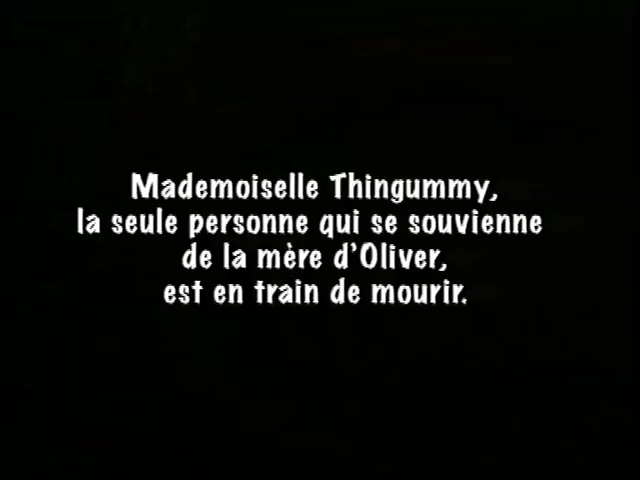 Mademoiselle Thingummy,
la seule personne qui se souvienne
de la mère d'Oliver,
est en train de mourir.